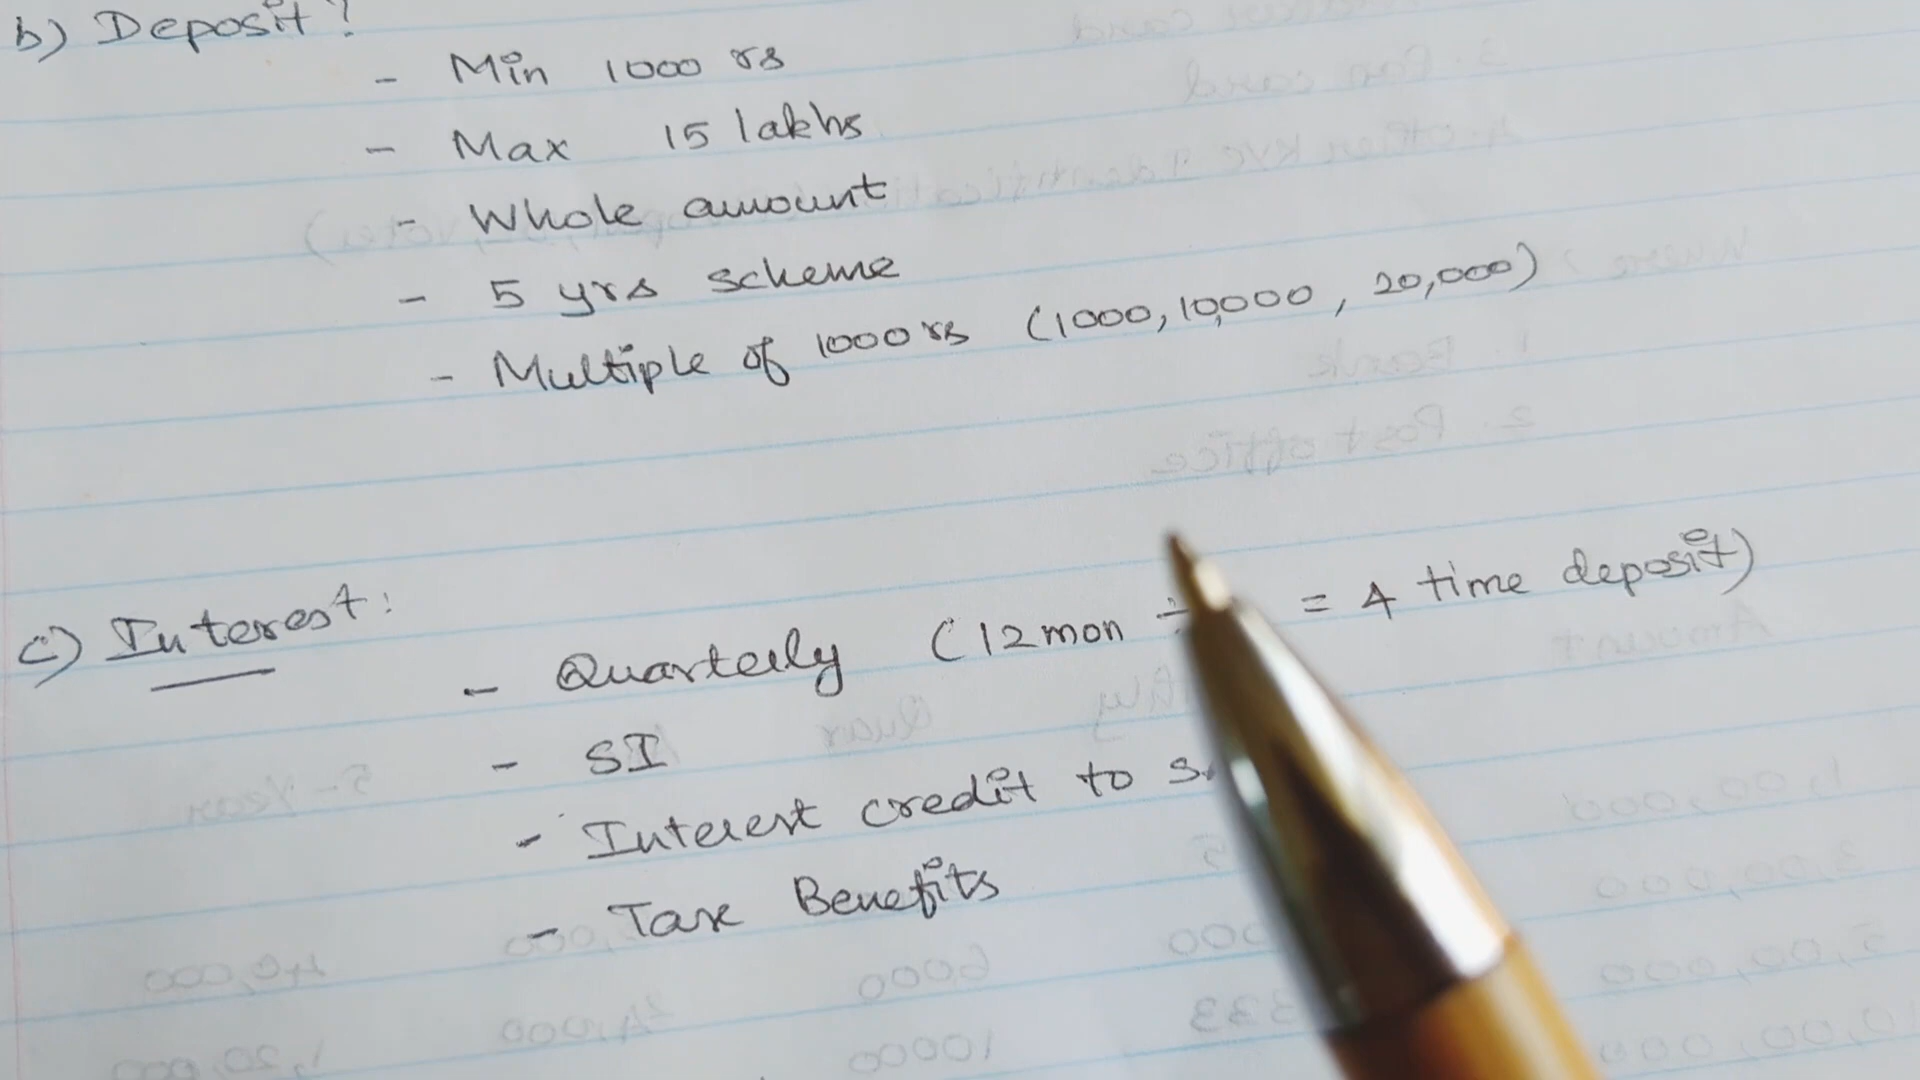 b) Deposit:
- Min 1000 rs
- Max 15 lakhs
- Whole amount
- 5 yrs scheme
- Multiple of 1000 rs (1000, 10,000, 20,000)
c) Interest:
- Quarterly (12 mon ÷ = 4 time deposit)
- SI
- Interest credit to
- Tax Benefits